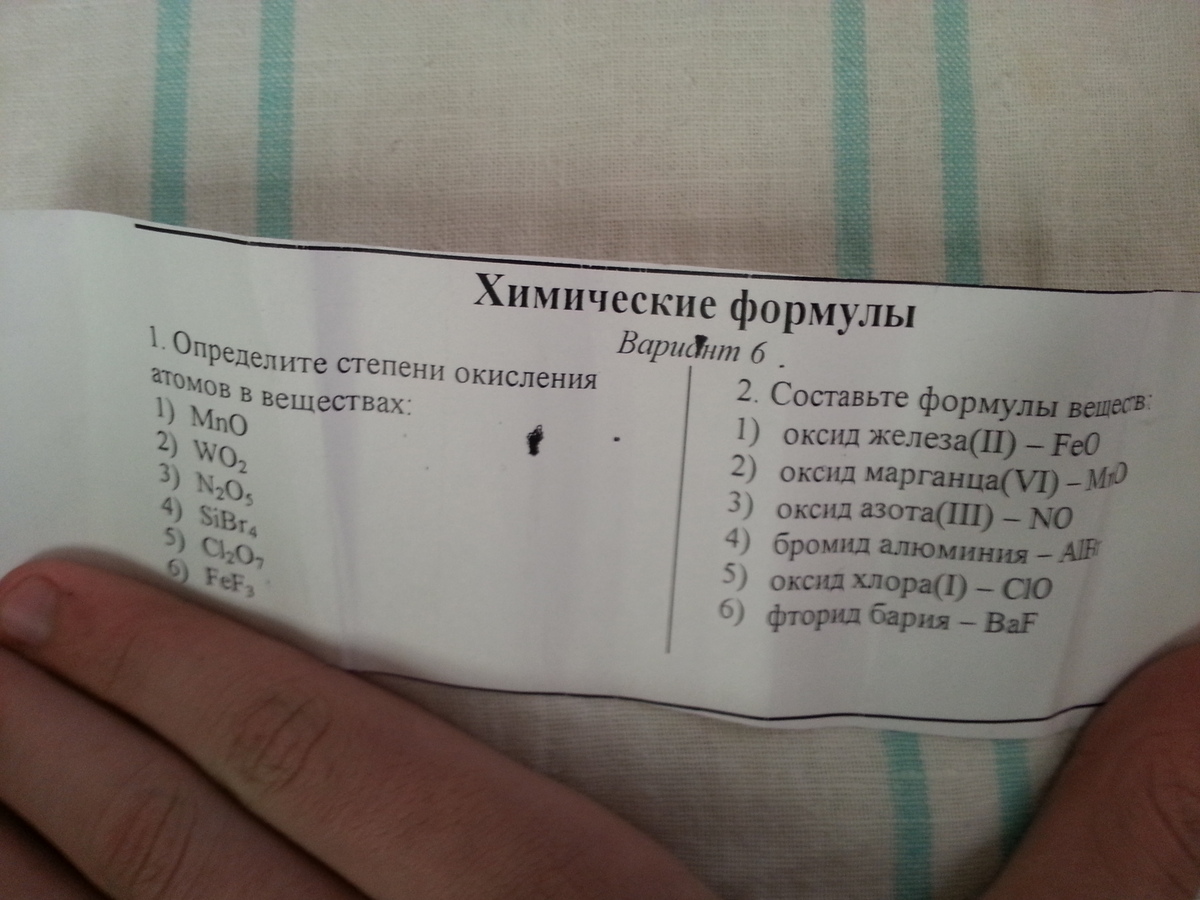 Химические формулы
Вариант 6
1. Определите степени окисления
атомов в веществах:
1) MnO
2) WO₂
3) N₂O₅
4) SiBr₄
5) Cl₂O₇
6) FeF₃
2. Составьте формулы веществ:
1) оксид железа(II) – FeO
2) оксид марганца(VI) – MnO
3) оксид азота(III) – NO
4) бромид алюминия – AlBr
5) оксид хлора(I) – ClO
6) фторид бария – BaF